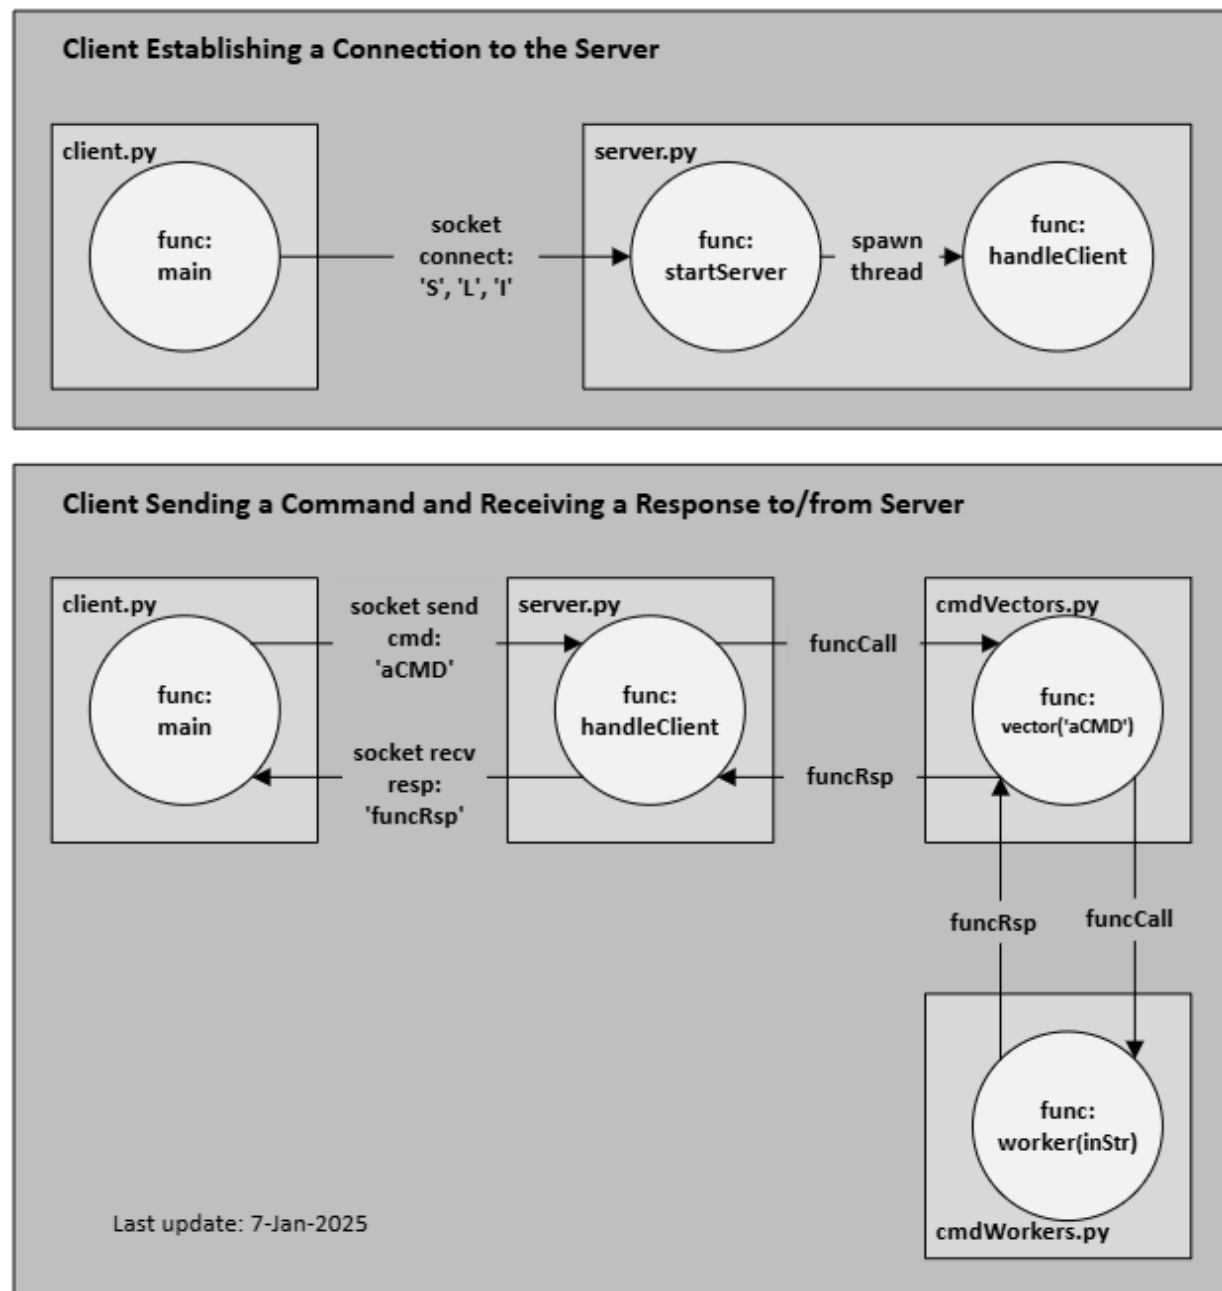 Client Establishing a Connection to the Server
client.py
func:
main
socket
connect:
'S', 'L', 'I'
server.py
func:
startServer
spawn
thread
func:
handleClient
Client Sending a Command and Receiving a Response to/from Server
client.py
func:
main
socket send
cmd:
'aCMD'
socket recv
resp:
'funcRsp'
server.py
func:
handleClient
funcCall
funcRsp
cmdVectors.py
func:
vector('aCMD')
funcRsp
funcCall
func:
worker(inStr)
cmdWorkers.py
Last update: 7-Jan-2025